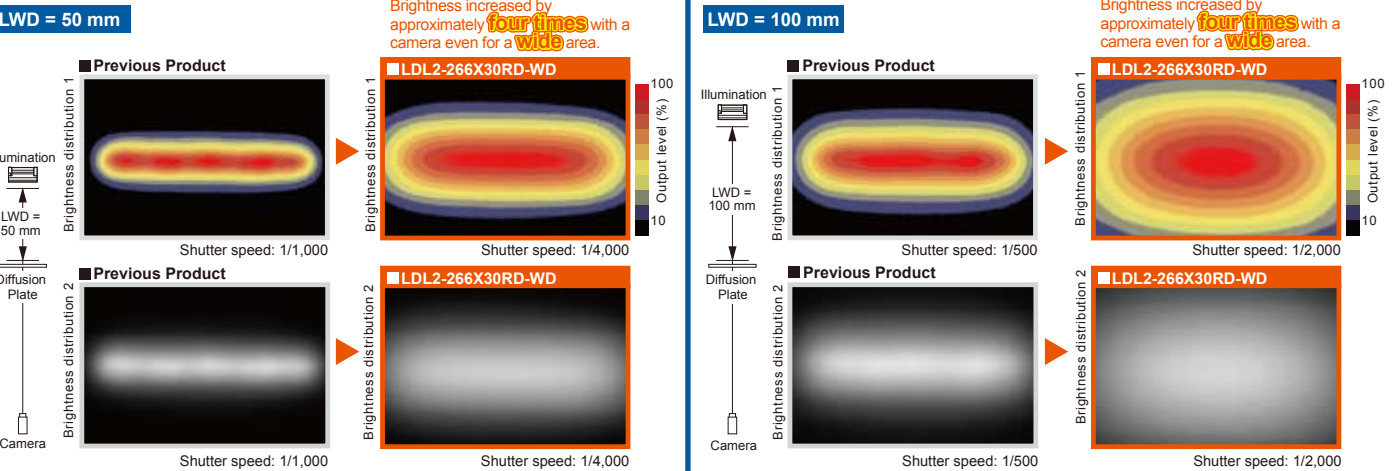 LWD = 50 mm
Brightness increased by
approximately four times with a
camera even for a wide area.
Previous Product
LDL2-266X30RD-WD
Brightness distribution 1
Brightness distribution 1
100
Output level (%)
10
umination
LWD =
50 mm
Diffusion
Plate
Camera
Shutter speed: 1/1,000
Shutter speed: 1/4,000
Previous Product
LDL2-266X30RD-WD
Brightness distribution 2
Brightness distribution 2
Shutter speed: 1/1,000
Shutter speed: 1/4,000
LWD = 100 mm
Brightness increased by
approximately four times with a
camera even for a wide area.
Previous Product
LDL2-266X30RD-WD
Brightness distribution 1
Brightness distribution 1
100
Output level (%)
10
Illumination
LWD =
100 mm
Diffusion
Plate
Camera
Shutter speed: 1/500
Shutter speed: 1/2,000
Previous Product
LDL2-266X30RD-WD
Brightness distribution 2
Brightness distribution 2
Shutter speed: 1/500
Shutter speed: 1/2,000